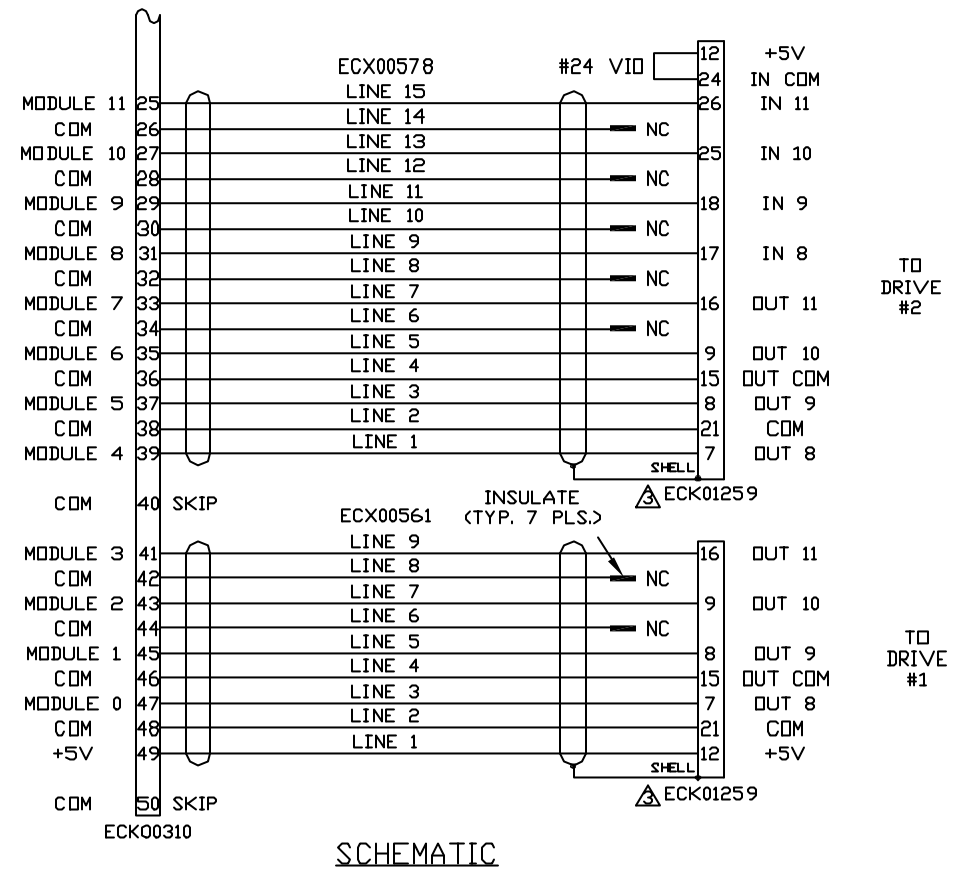 12 +5V
ECX00578 #24 VIO
24 IN COM
LINE 15
MODULE 11 25 26 IN 11
LINE 14
COM 26 NC
LINE 13
MODULE 10 27 25 IN 10
LINE 12
COM 28 NC
LINE 11
MODULE 9 29 18 IN 9
LINE 10
COM 30 NC
LINE 9
MODULE 8 31 17 IN 8
LINE 8
COM 32 NC
LINE 7
MODULE 7 33 16 OUT 11
LINE 6
COM 34 NC
LINE 5
MODULE 6 35 9 OUT 10
LINE 4
COM 36 15 OUT COM
LINE 3
MODULE 5 37 8 OUT 9
LINE 2
COM 38 21 COM
LINE 1
MODULE 4 39 7 OUT 8
TO
DRIVE
#2
SHELL
3 ECK01259
COM 40 SKIP
INSULATE
(TYP. 7 PLS.)
ECX00561
LINE 9
MODULE 3 41 16 OUT 11
LINE 8
COM 42 NC
LINE 7
MODULE 2 43 9 OUT 10
LINE 6
COM 44 NC
LINE 5
MODULE 1 45 8 OUT 9
LINE 4
COM 46 15 OUT COM
LINE 3
MODULE 0 47 7 OUT 8
LINE 2
COM 48 21 COM
LINE 1
+5V 49 12 +5V
TO
DRIVE
#1
SHELL
3 ECK01259
COM 50 SKIP
ECK00310
SCHEMATIC